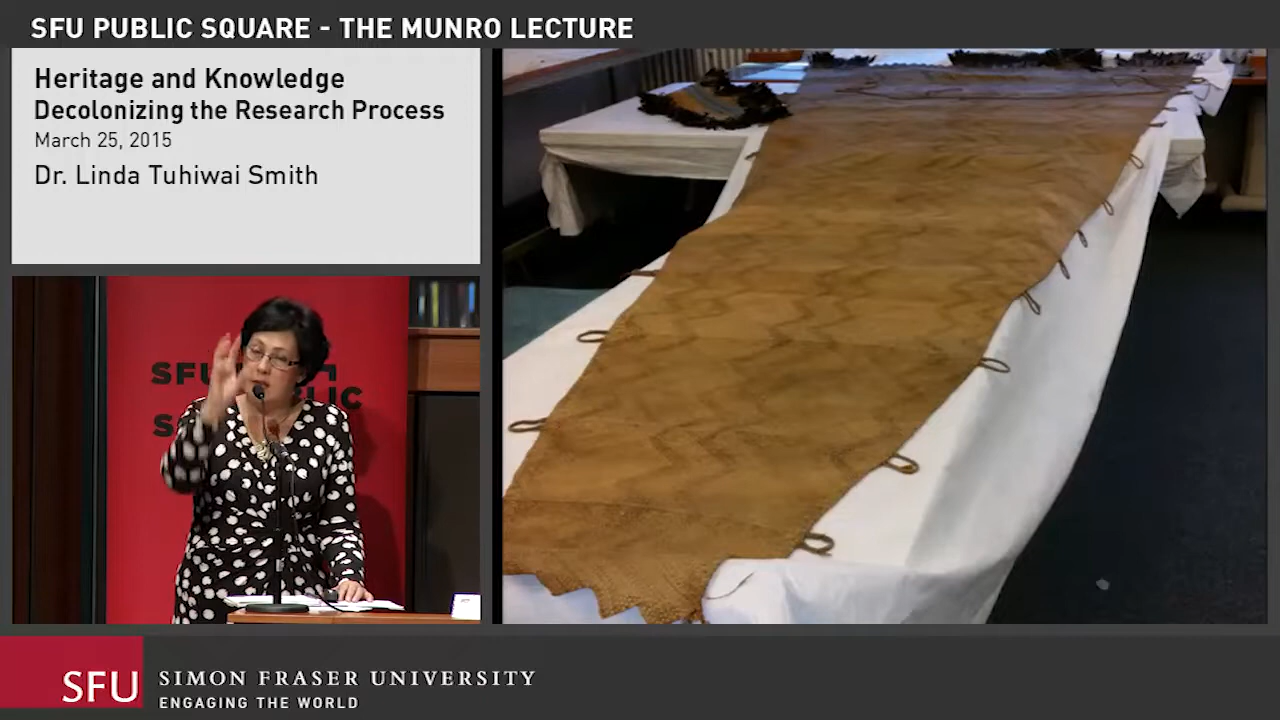 SFU PUBLIC SQUARE - THE MUNRO LECTURE
Heritage and Knowledge
Decolonizing the Research Process
March 25, 2015
Dr. Linda Tuhiwai Smith
SFU
SFU SIMON FRASER UNIVERSITY
ENGAGING THE WORLD